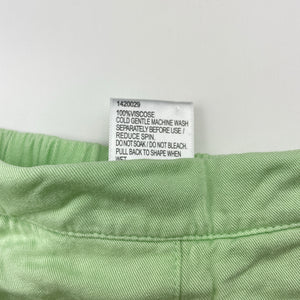 1420029
100%VISCOSE
COLD GENTLE MACHINE WASH
SEPARATELY BEFORE USE /
REDUCE SPIN.
DO NOT SOAK / DO NOT BLEACH.
PULL BACK TO SHAPE WHEN
WET